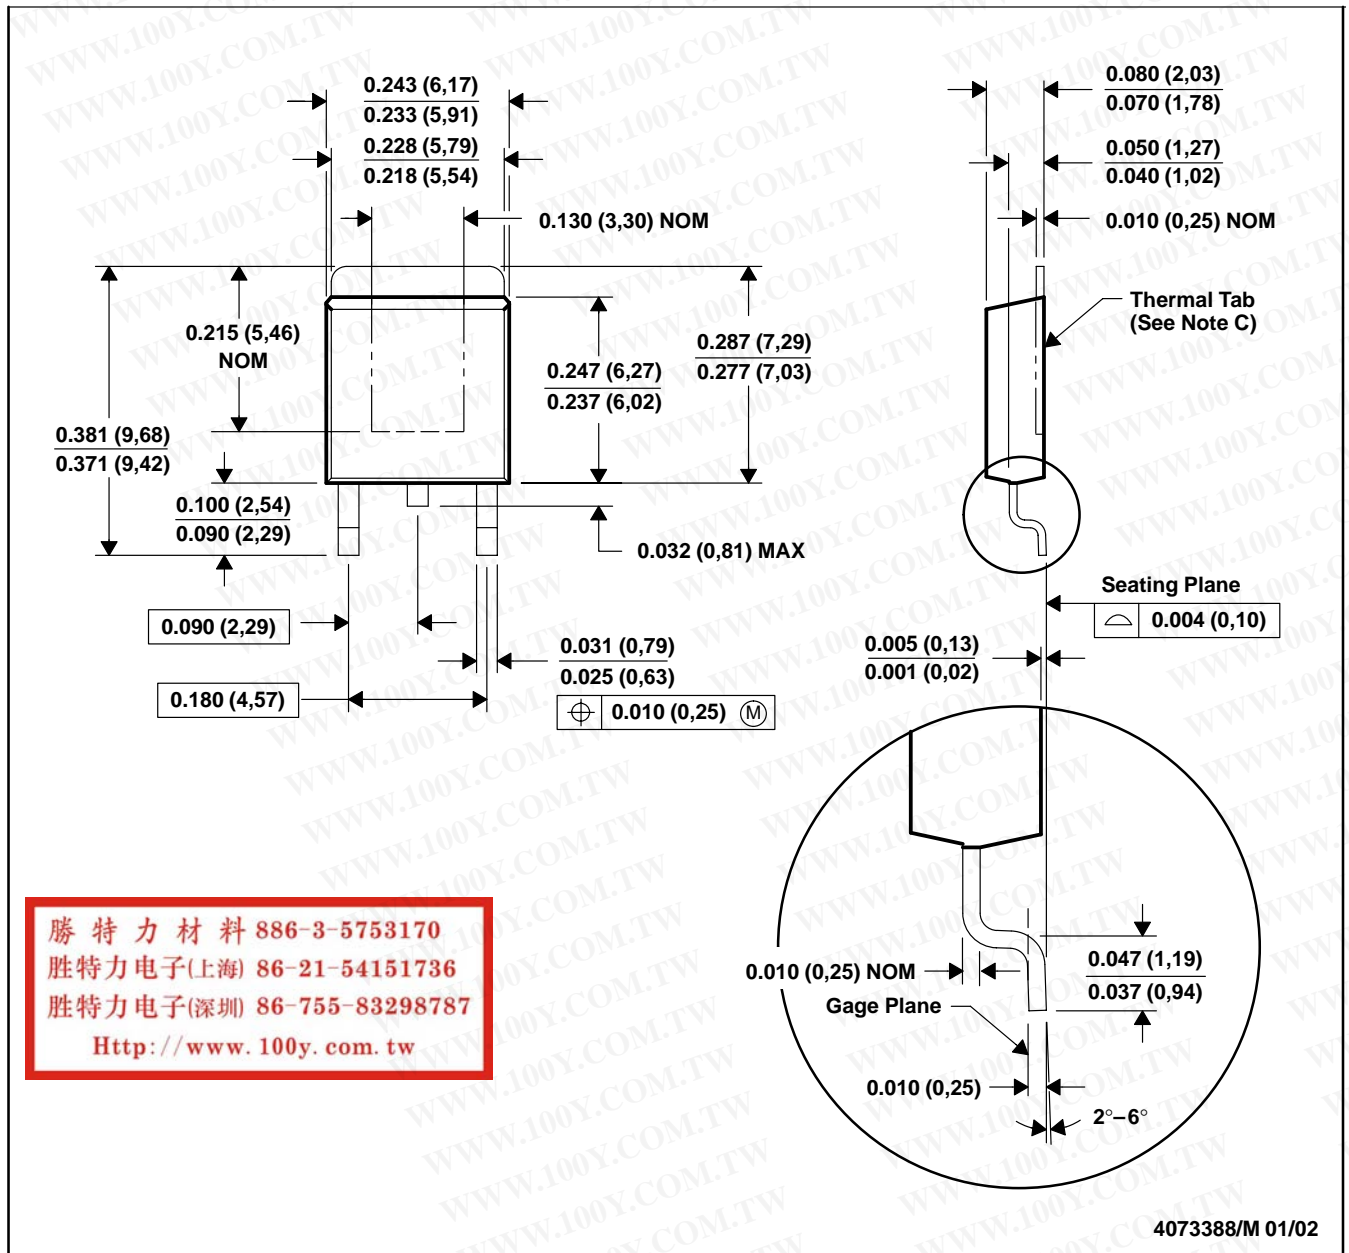 0.243 (6,17)
0.233 (5,91)
0.228 (5,79)
0.218 (5,54)
0.130 (3,30) NOM
0.215 (5,46)
NOM
0.247 (6,27)
0.237 (6,02)
0.287 (7,29)
0.277 (7,03)
0.381 (9,68)
0.371 (9,42)
0.100 (2,54)
0.090 (2,29)
0.032 (0,81) MAX
0.090 (2,29)
0.180 (4,57)
0.031 (0,79)
0.025 (0,63)
0.010 (0,25) Ⓜ
0.080 (2,03)
0.070 (1,78)
0.050 (1,27)
0.040 (1,02)
0.010 (0,25) NOM
Thermal Tab
(See Note C)
Seating Plane
0.004 (0,10)
0.005 (0,13)
0.001 (0,02)
0.010 (0,25) NOM
Gage Plane
0.047 (1,19)
0.037 (0,94)
0.010 (0,25)
2°–6°
勝 特 力 材 料 886-3-5753170
胜特力电子(上海) 86-21-54151736
胜特力电子(深圳) 86-755-83298787
Http://www.100y.com.tw
4073388/M 01/02
WWW.100Y.COM.TW